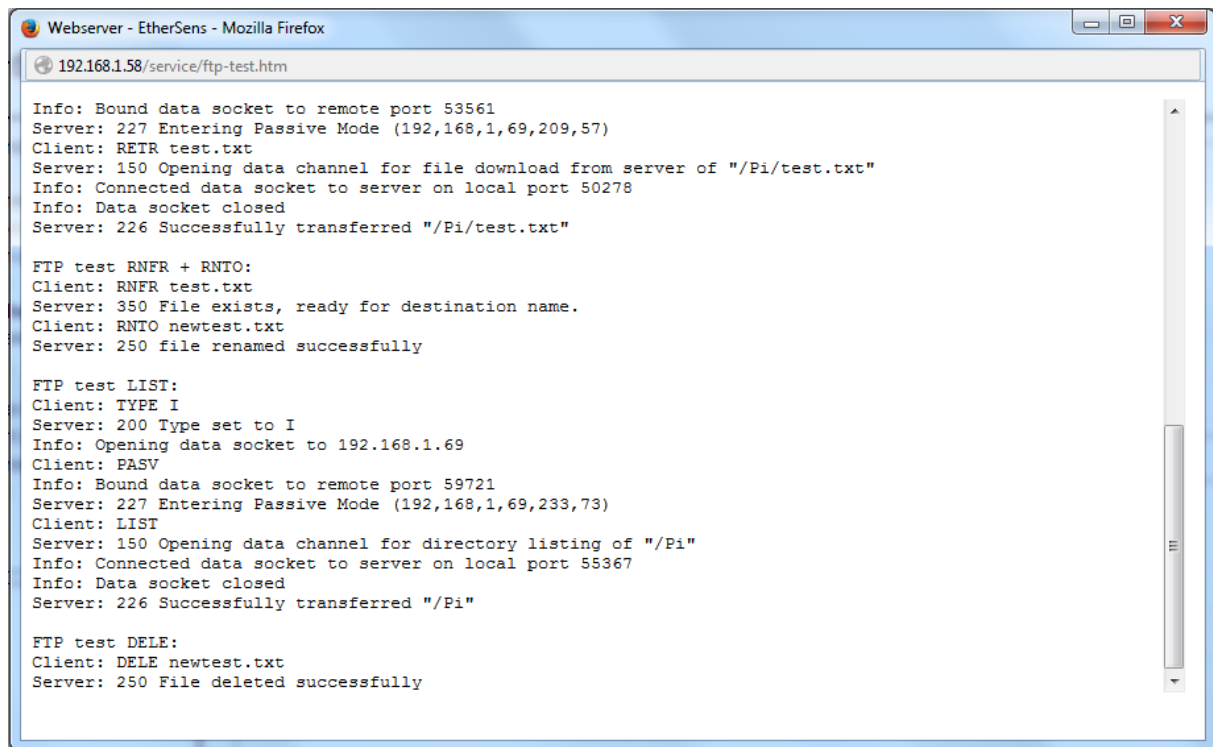 Webserver - EtherSens - Mozilla Firefox
192.168.1.58/service/ftp-test.htm
Info: Bound data socket to remote port 53561
Server: 227 Entering Passive Mode (192,168,1,69,209,57)
Client: RETR test.txt
Server: 150 Opening data channel for file download from server of "/Pi/test.txt"
Info: Connected data socket to server on local port 50278
Info: Data socket closed
Server: 226 Successfully transferred "/Pi/test.txt"
FTP test RNFR + RNTO:
Client: RNFR test.txt
Server: 350 File exists, ready for destination name.
Client: RNTO newtest.txt
Server: 250 file renamed successfully
FTP test LIST:
Client: TYPE I
Server: 200 Type set to I
Info: Opening data socket to 192.168.1.69
Client: PASV
Info: Bound data socket to remote port 59721
Server: 227 Entering Passive Mode (192,168,1,69,233,73)
Client: LIST
Server: 150 Opening data channel for directory listing of "/Pi"
Info: Connected data socket to server on local port 55367
Info: Data socket closed
Server: 226 Successfully transferred "/Pi"
FTP test DELE:
Client: DELE newtest.txt
Server: 250 File deleted successfully